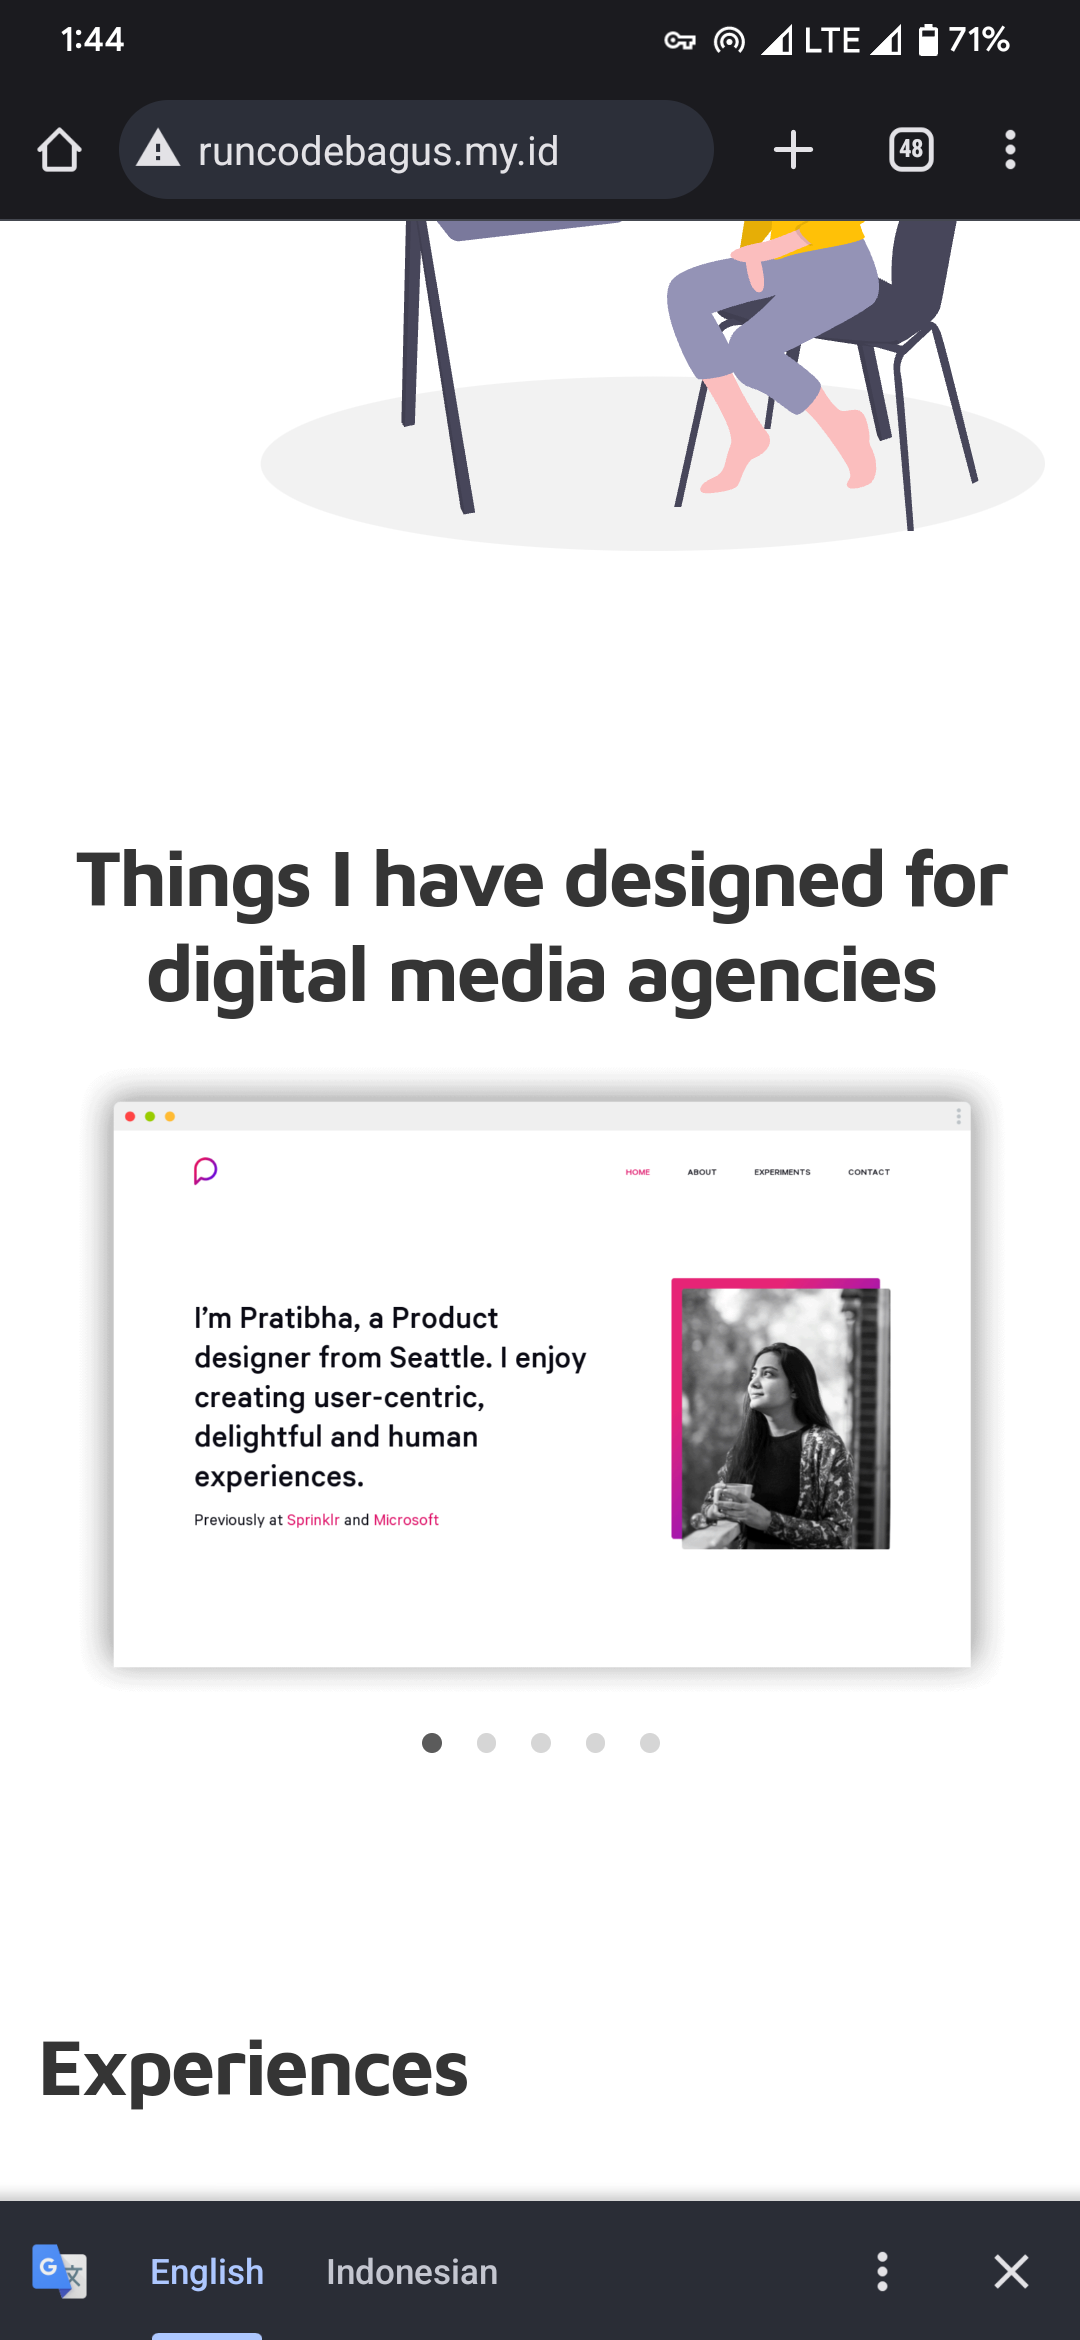 1:44
LTE
71%
runcodebagus.my.id
48
Things I have designed for
digital media agencies
HOME ABOUT EXPERIMENTS CONTACT
I’m Pratibha, a Product
designer from Seattle. I enjoy
creating user-centric,
delightful and human
experiences.
Previously at Sprinklr and Microsoft
Experiences
G 文
English Indonesian